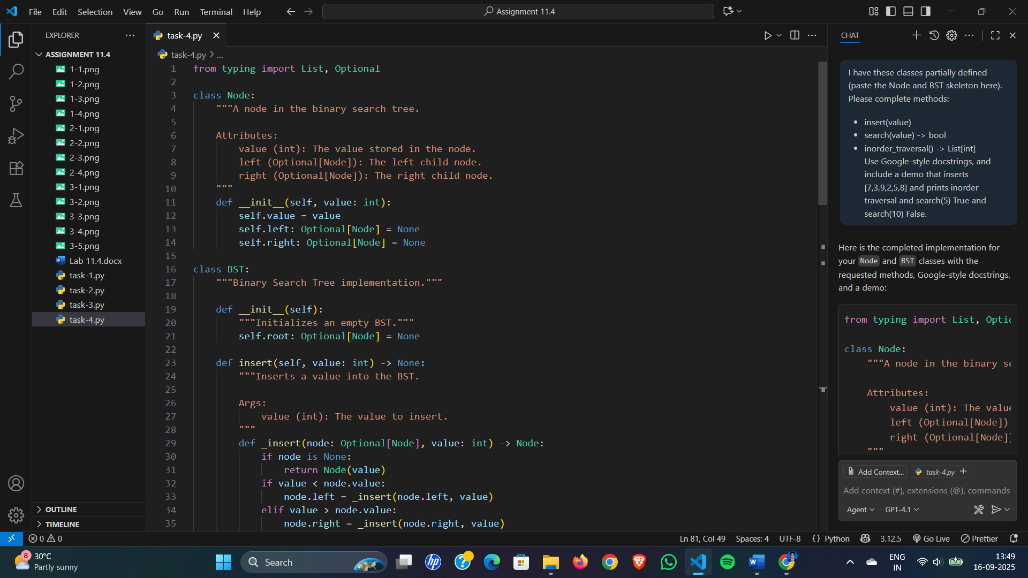 File Edit Selection View Go Run Terminal Help
Assignment 11.4
EXPLORER
ASSIGNMENT 11.4
1-1.png
1-2.png
1-3.png
1-4.png
2-1.png
2-2.png
2-3.png
2-4.png
3-1.png
3-2.png
3-3.png
3-4.png
3-5.png
Lab 11.4.docx
task-1.py
task-2.py
task-3.py
task-4.py
OUTLINE
TIMELINE
task-4.py
task-4.py > ...
1 from typing import List, Optional
2
3 class Node:
4 """A node in the binary search tree.
5
6 Attributes:
7 value (int): The value stored in the node.
8 left (Optional[Node]): The left child node.
9 right (Optional[Node]): The right child node.
10 """
11 def __init__(self, value: int):
12 self.value = value
13 self.left: Optional[Node] = None
14 self.right: Optional[Node] = None
15
16 class BST:
17 """Binary Search Tree implementation."""
18
19 def __init__(self):
20 """Initializes an empty BST."""
21 self.root: Optional[Node] = None
22
23 def insert(self, value: int) -> None:
24 """Inserts a value into the BST.
25
26 Args:
27 value (int): The value to insert.
28 """
29 def _insert(node: Optional[Node], value: int) -> Node:
30 if node is None:
31 return Node(value)
32 if value < node.value:
33 node.left = _insert(node.left, value)
34 elif value > node.value:
35 node.right = _insert(node.right, value)
CHAT
I have these classes partially defined
(paste the Node and BST skeleton here).
Please complete methods:
• insert(value)
• search(value) -> bool
• inorder_traversal() -> List[int]
Use Google-style docstrings, and
include a demo that inserts
[7,3,9,2,5,8] and prints inorder
traversal and search(5) True and
search(10) False.
Here is the completed implementation for
your Node and BST classes with the
requested methods, Google-style docstrings,
and a demo:
from typing import List, Optio
class Node:
"""A node in the binary se
Attributes:
value (int): The value
left (Optional[Node])
right (Optional[Node]
"""
Add Context...
task-4.py +
Add context (#), extensions (@), commands
Agent
GPT-4.1
0 0
Ln 81, Col 49
Spaces: 4
UTF-8
{} Python
3.12.5
Go Live
Prettier
8
30°C
Partly sunny
Search
ENG
IN
13:49
16-09-2025